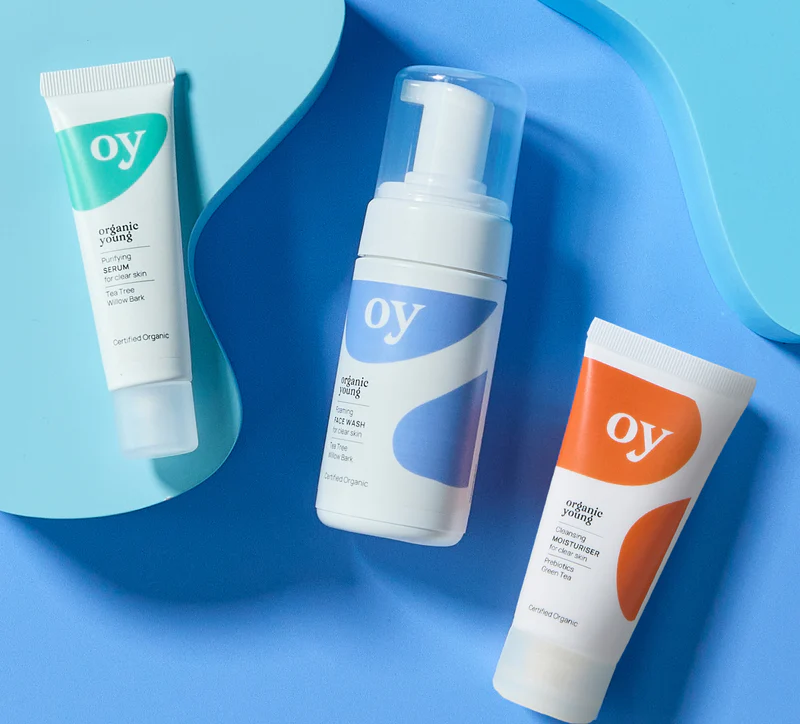 oy
organic
young
Purifying
SERUM
for clear skin
Tea Tree
Willow Bark
Certified Organic
oy
organic
young
Foaming
FACE WASH
for clear skin
Tea Tree
Willow Bark
Certified Organic
oy
organic
young
Cleansing
MOISTURISER
for clear skin
Prebiotics
Green Tea
Certified Organic